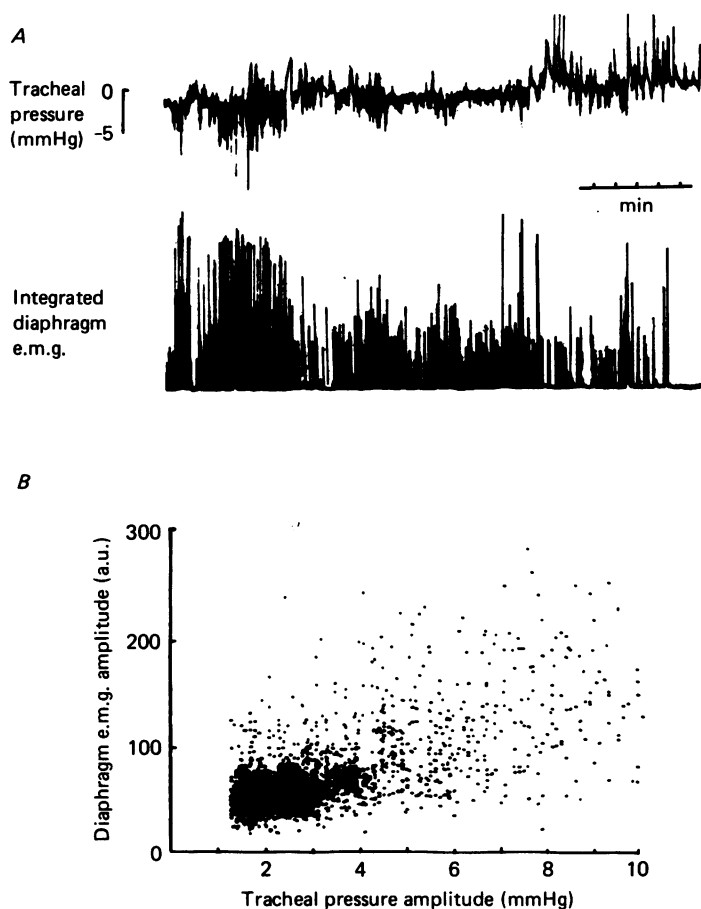 A
Tracheal
pressure
(mmHg)
0
-5
min
Integrated
diaphragm
e.m.g.
B
Diaphragm e.m.g. amplitude (a.u.)
300
200
100
0
2
4
6
8
10
Tracheal pressure amplitude (mmHg)